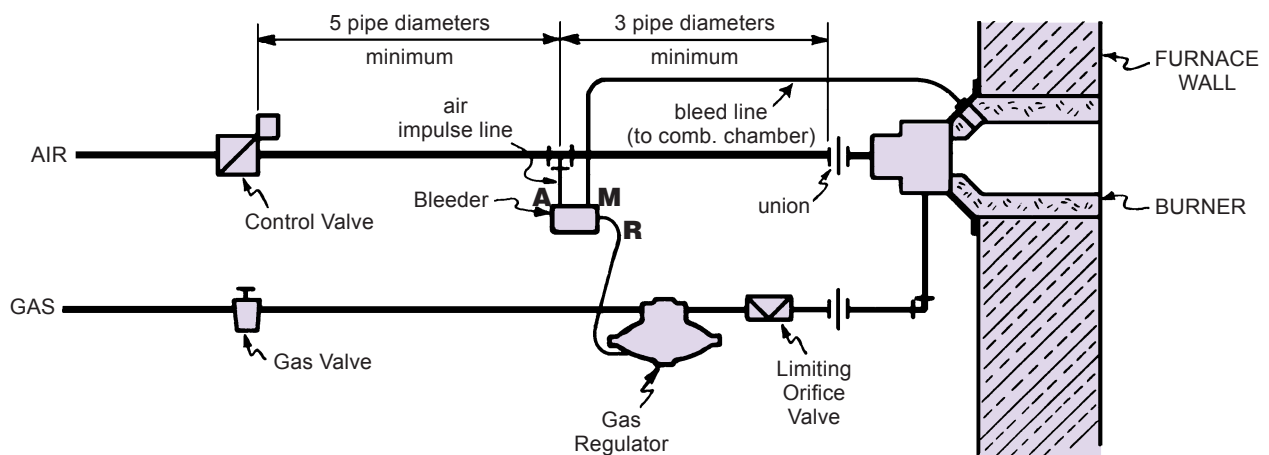 5 pipe diameters
minimum
3 pipe diameters
minimum
FURNACE
WALL
air
impulse line
bleed line
(to comb. chamber)
AIR
A
M
Bleeder
R
union
BURNER
Control Valve
GAS
Gas Valve
Limiting
Orifice
Valve
Gas
Regulator